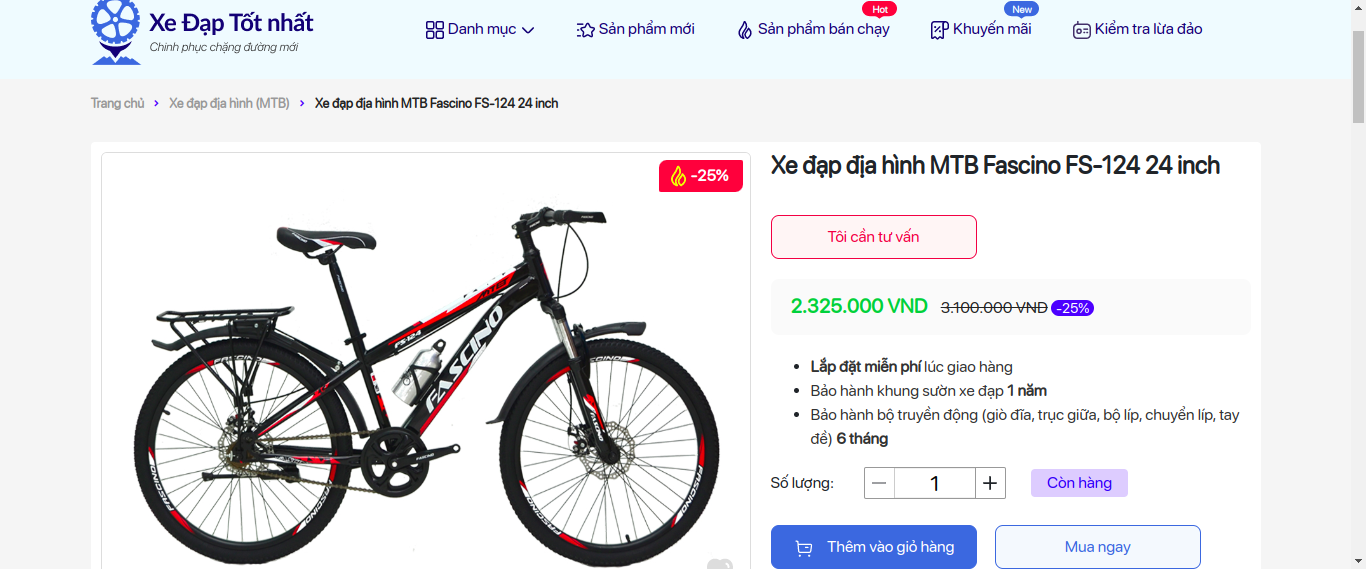 Xe Đạp Tốt nhất
Chinh phục chặng đường mới
Danh mục
Sản phẩm mới
Hot
Sản phẩm bán chạy
New
Khuyến mãi
Kiểm tra lừa đảo
Trang chủ › Xe đạp địa hình (MTB) › Xe đạp địa hình MTB Fascino FS-124 24 inch
-25%
FASCINO
FASCINO
FASCINO
FASCINO
FASCINO
Xe đạp địa hình MTB Fascino FS-124 24 inch
Tôi cần tư vấn
2.325.000 VND 3.100.000 VND -25%
Lắp đặt miễn phí lúc giao hàng
Bảo hành khung sườn xe đạp 1 năm
Bảo hành bộ truyền động (giò đĩa, trục giữa, bộ líp, chuyển líp, tay
đề) 6 tháng
Số lượng: — 1 + Còn hàng
Thêm vào giỏ hàng
Mua ngay